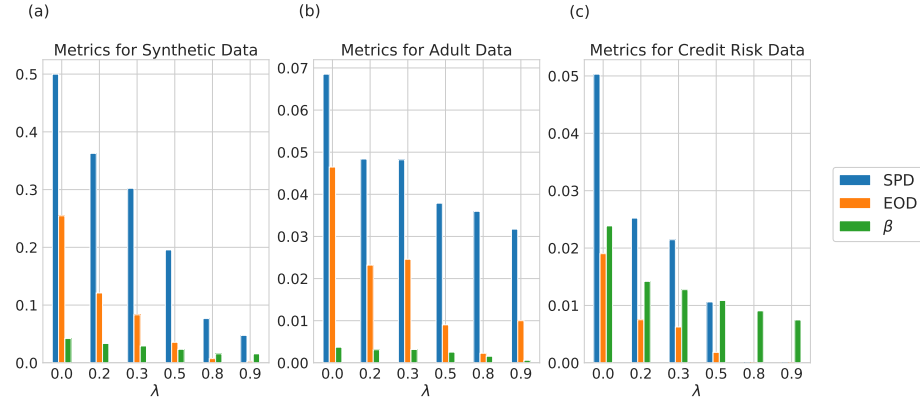 (a)
(b)
(c)
Metrics for Synthetic Data
Metrics for Adult Data
Metrics for Credit Risk Data
0.5
0.4
0.3
0.2
0.1
0.0
0.0 0.2 0.3 0.5 0.8 0.9
λ
0.07
0.06
0.05
0.04
0.03
0.02
0.01
0.00
0.0 0.2 0.3 0.5 0.8 0.9
λ
0.05
0.04
0.03
0.02
0.01
0.00
0.0 0.2 0.3 0.5 0.8 0.9
λ
SPD
EOD
β